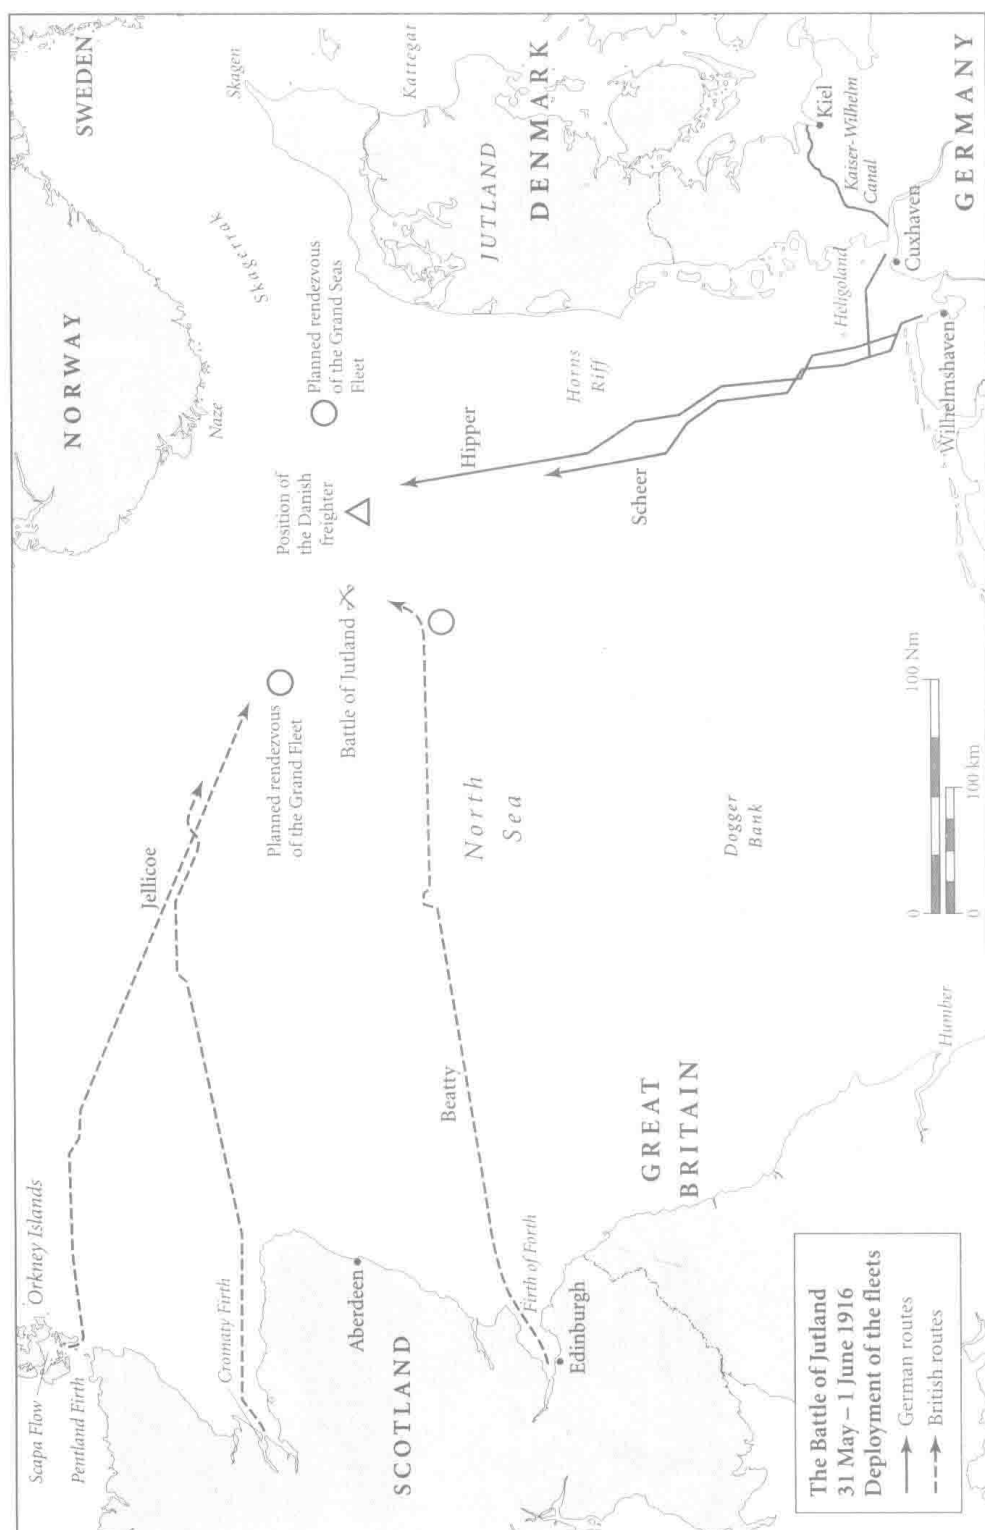 Scapa Flow
Orkney Islands
Pentland Firth
Cromaty Firth
SCOTLAND
Aberdeen
Edinburgh
Firth of Forth
GREAT
BRITAIN
Humber
Jellicoe
Beatty
Planned rendezvous
of the Grand Fleet
Battle of Jutland
North
Sea
Dogger
Bank
Position of
the Danish
freighter
Planned rendezvous
of the Grand Seas
Fleet
Hipper
Scheer
Horns
Riff
NORWAY
Naze
Skagerrak
SWEDEN
Skagen
Kattegat
JUTLAND
DENMARK
Heligoland
Kiel
Kaiser-Wilhelm
Canal
Cuxhaven
Wilhelmshaven
GERMANY
0 100 Nm
0 100 km
The Battle of Jutland
31 May – 1 June 1916
Deployment of the fleets
German routes
British routes